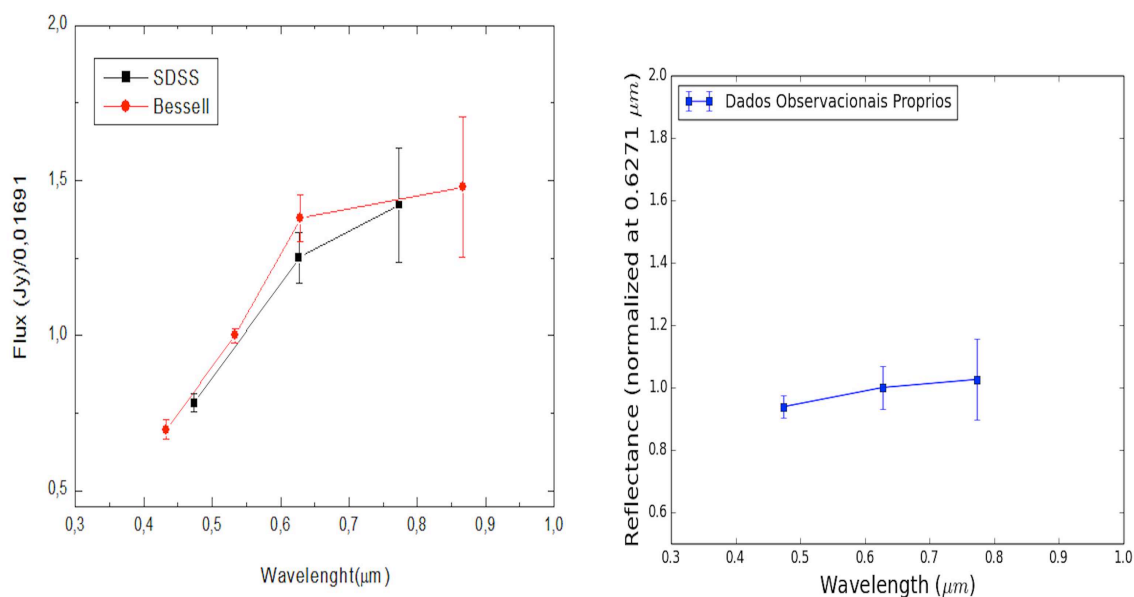 2,0
SDSS
Bessell
1,5
1,0
0,5
Flux (Jy)/0,01691
0,3 0,4 0,5 0,6 0,7 0,8 0,9 1,0
Wavelenght(μm)
2.0
Dados Observacionais Proprios
1.8
1.6
1.4
1.2
1.0
0.8
0.6
Reflectance (normalized at 0.6271 μm)
0.3 0.4 0.5 0.6 0.7 0.8 0.9 1.0
Wavelength (μm)